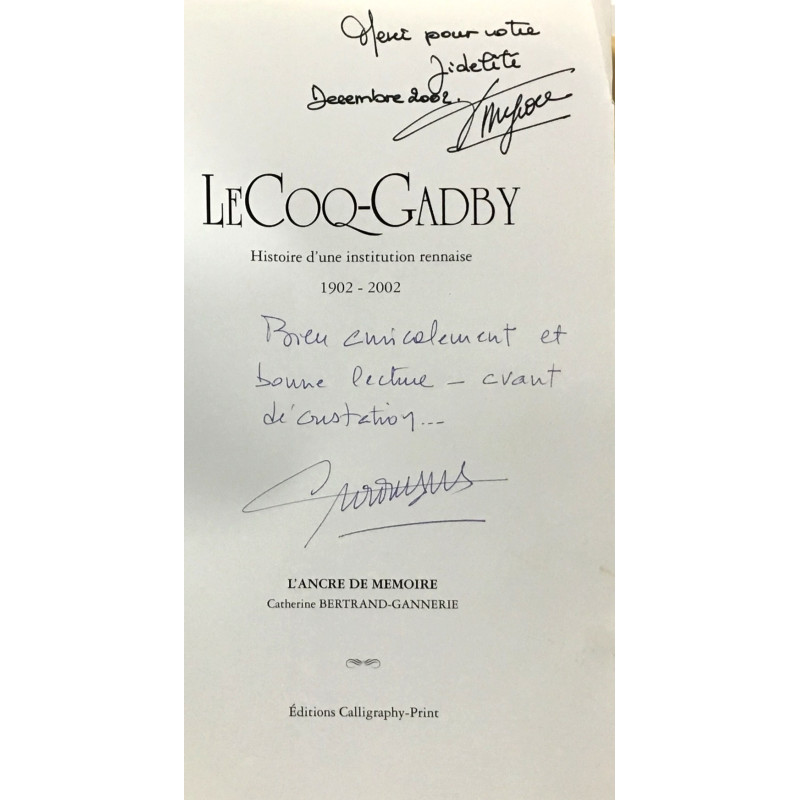 Merci pour votre
fidelité
Decembre 2002.
LECOQ-GADBY
Histoire d'une institution rennaise
1902 - 2002
Bien amicalement et
bonne lecture – avant
dégustation...
L'ANCRE DE MEMOIRE
Catherine BERTRAND-GANNERIE
Éditions Calligraphy-Print